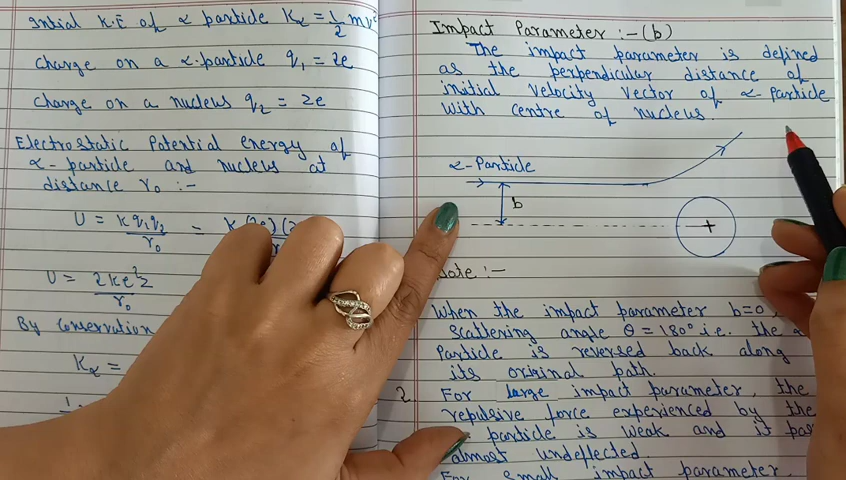 Intial K.E of α particle Kα = 1/2 mv²
Charge on a α-particle q₁ = 2e
Charge on a nucleus q₂ = Ze
Electrostatic Potential energy of
α-particle and nucleus at
distance r₀ :-
U = Kq₁q₂/r₀ = K(2e)(
U = 2Ke²Z/r₀
By Conservation
Kα =
Impact Parameter :-(b)
The impact parameter is defined
as the perpendicular distance of
initial velocity vector of α-Particle
with centre of nucleus.
α-Particle
b
+
Note :-
When the impact parameter b=0,
Scattering angle θ = 180° i.e. the
Particle is reversed back along
its original path.
2. For large impact parameter, the
repulsive force experienced by the
particle is weak and it
almost undeflected.
For small impact parameter,